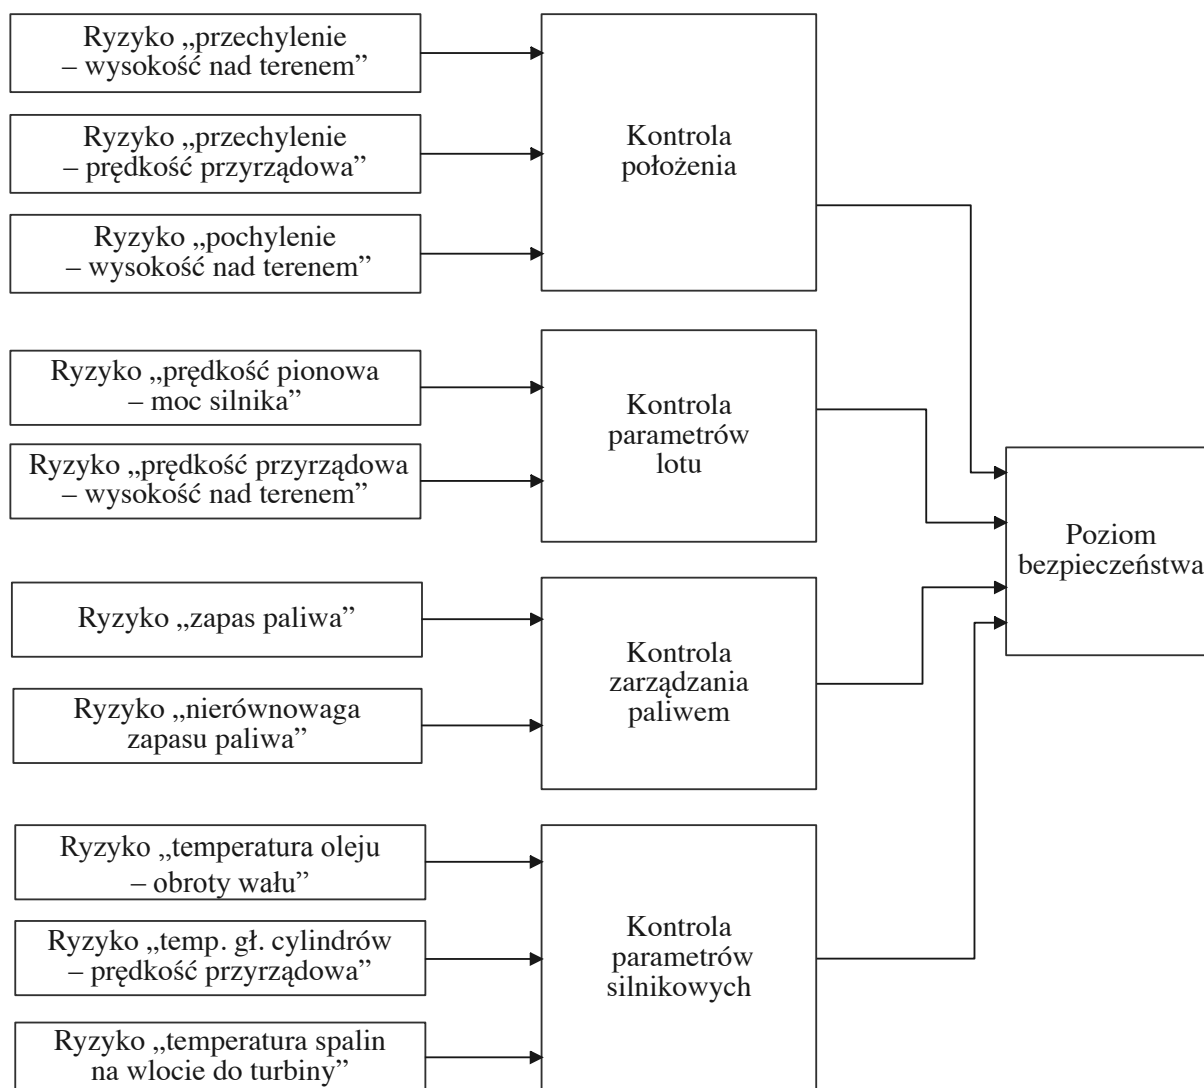 Ryzyko „przechylenie
– wysokość nad terenem”
Ryzyko „przechylenie
– prędkość przyrządowa”
Ryzyko „pochylenie
– wysokość nad terenem”
Kontrola
położenia
Ryzyko „prędkość pionowa
– moc silnika”
Ryzyko „prędkość przyrządowa
– wysokość nad terenem”
Kontrola
parametrów
lotu
Ryzyko „zapas paliwa”
Ryzyko „nierównowaga
zapasu paliwa”
Kontrola
zarządzania
paliwem
Ryzyko „temperatura oleju
– obroty wału”
Ryzyko „temp. gł. cylindrów
– prędkość przyrządowa”
Ryzyko „temperatura spalin
na wlocie do turbiny”
Kontrola
parametrów
silnikowych
Poziom
bezpieczeństwa